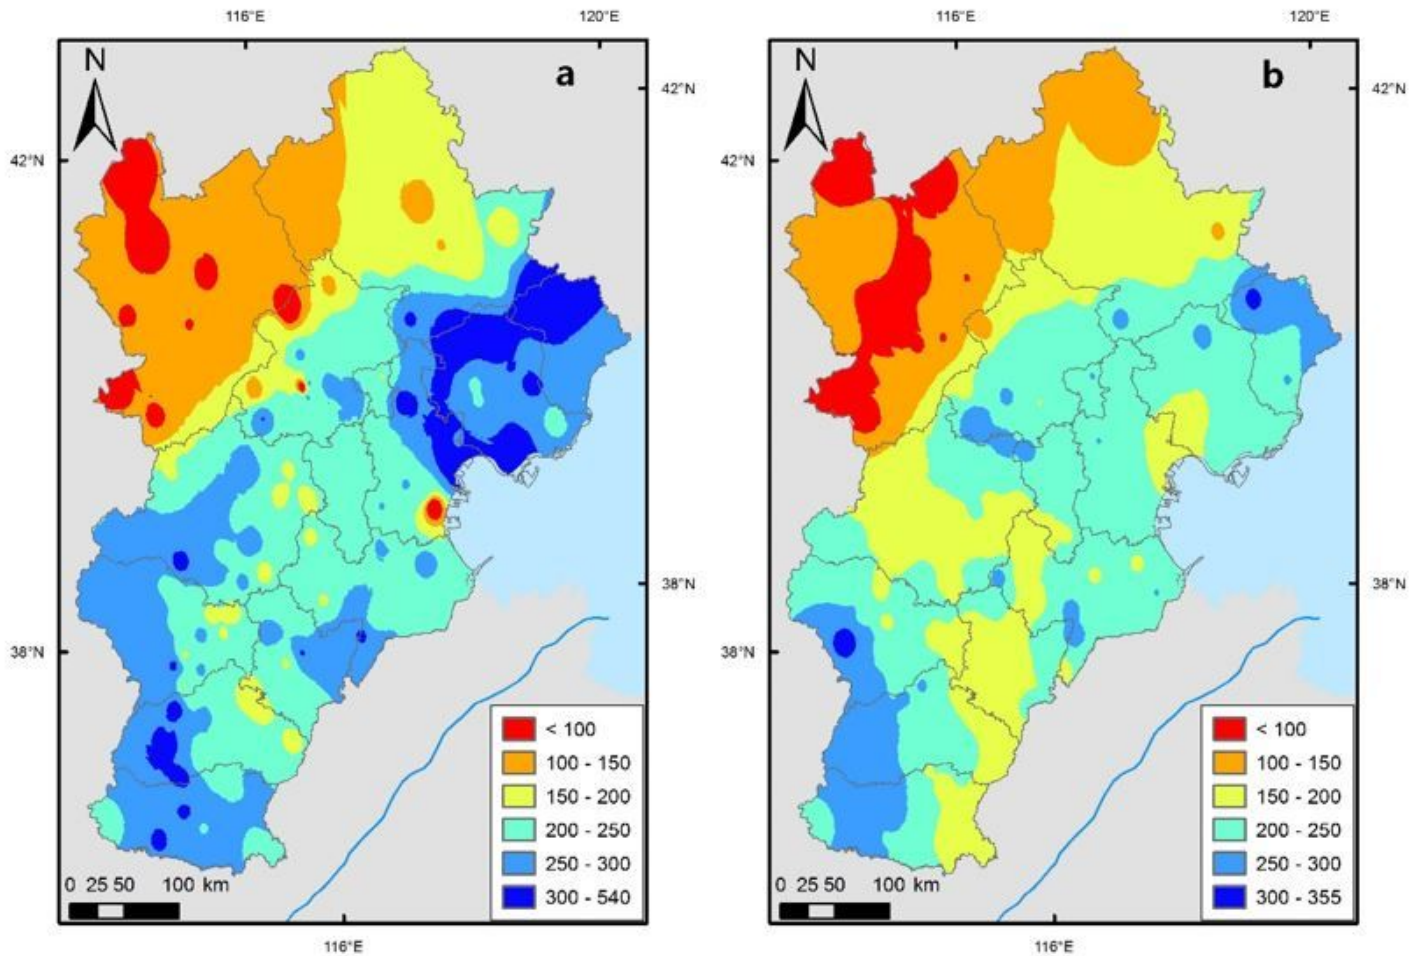 116°E 120°E 116°E 120°E
N a N b
42°N 42°N
42°N 42°N
38°N 38°N
38°N 38°N
< 100 < 100
100 - 150 100 - 150
150 - 200 150 - 200
200 - 250 200 - 250
250 - 300 250 - 300
300 - 540 300 - 355
0 25 50 100 km 0 25 50 100 km
116°E 116°E